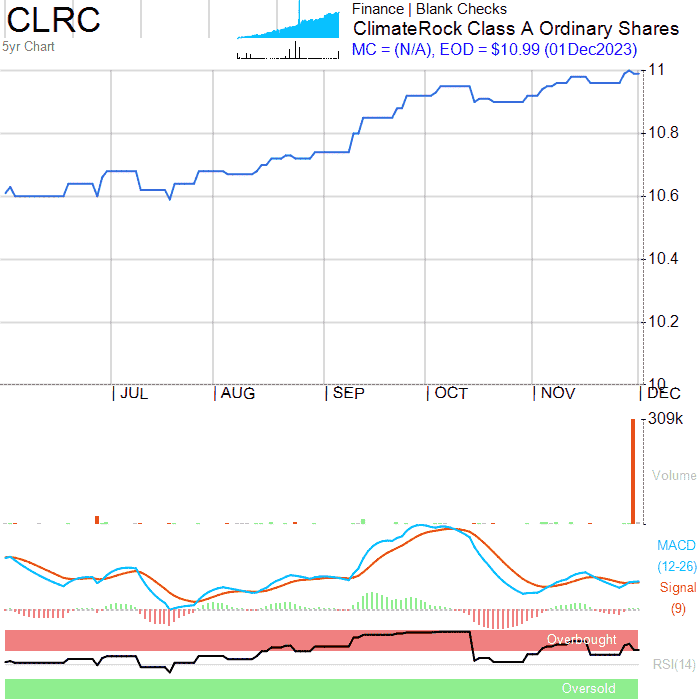 CLRC
5yr Chart
Finance | Blank Checks
ClimateRock Class A Ordinary Shares
MC = (N/A), EOD = $10.99 (01Dec2023)
11
10.8
10.6
10.4
10.2
10
JUL AUG SEP OCT NOV DEC
309k
Volume
MACD
(12-26)
Signal
(9)
Overbought
RSI(14)
Oversold